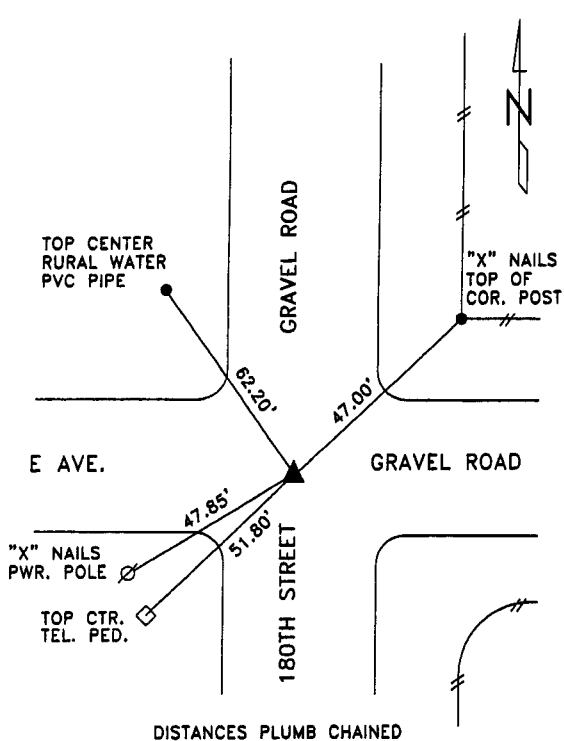 N
GRAVEL ROAD
TOP CENTER
RURAL WATER
PVC PIPE
"X" NAILS
TOP OF
COR. POST
62.20'
47.00'
E AVE.
GRAVEL ROAD
47.85'
51.80'
"X" NAILS
PWR. POLE
TOP CTR.
TEL. PED.
180TH STREET
DISTANCES PLUMB CHAINED